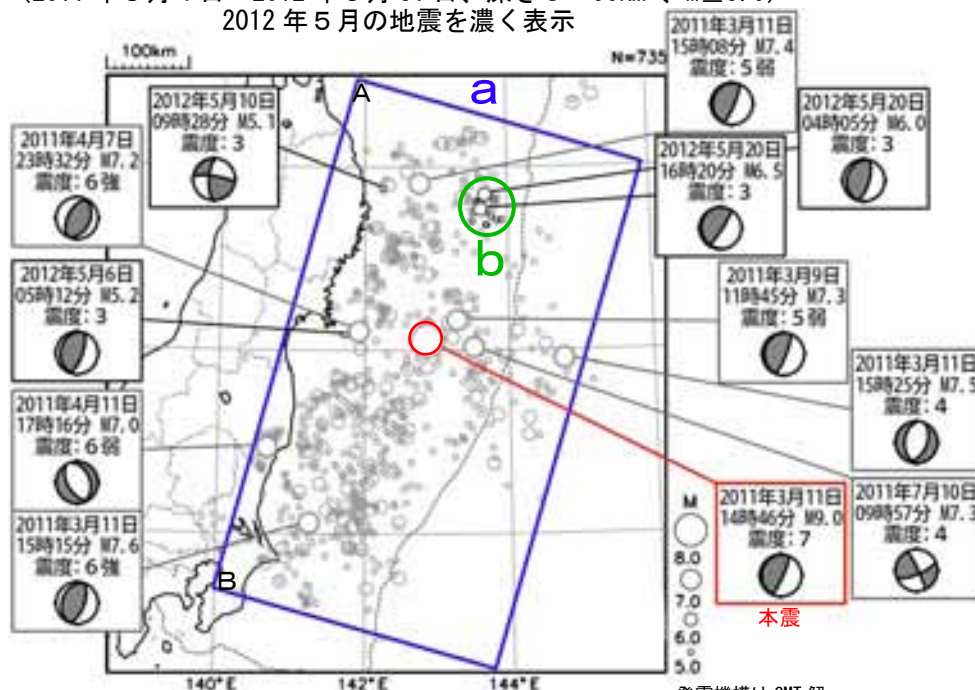 2012 年５月の地震を濃く表示
100km
N=735
A
a
b
B
2012年5月10日
09時28分 M5.1
震度：3
2011年4月7日
23時32分 M7.2
震度：6強
2012年5月6日
05時12分 M5.2
震度：3
2011年4月11日
17時16分 M7.0
震度：6弱
2011年3月11日
15時15分 M7.6
震度：6強
2011年3月11日
15時08分 M7.4
震度：5弱
2012年5月20日
04時05分 M6.0
震度：3
2012年5月20日
16時20分 M6.5
震度：3
2011年3月9日
11時45分 M7.3
震度：5弱
2011年3月11日
15時25分 M7.5
震度：4
2011年3月11日
14時46分 M9.0
震度：7
本震
2011年7月10日
09時57分 M7.3
震度：4
M
8.0
7.0
6.0
5.0
140°E
142°E
144°E